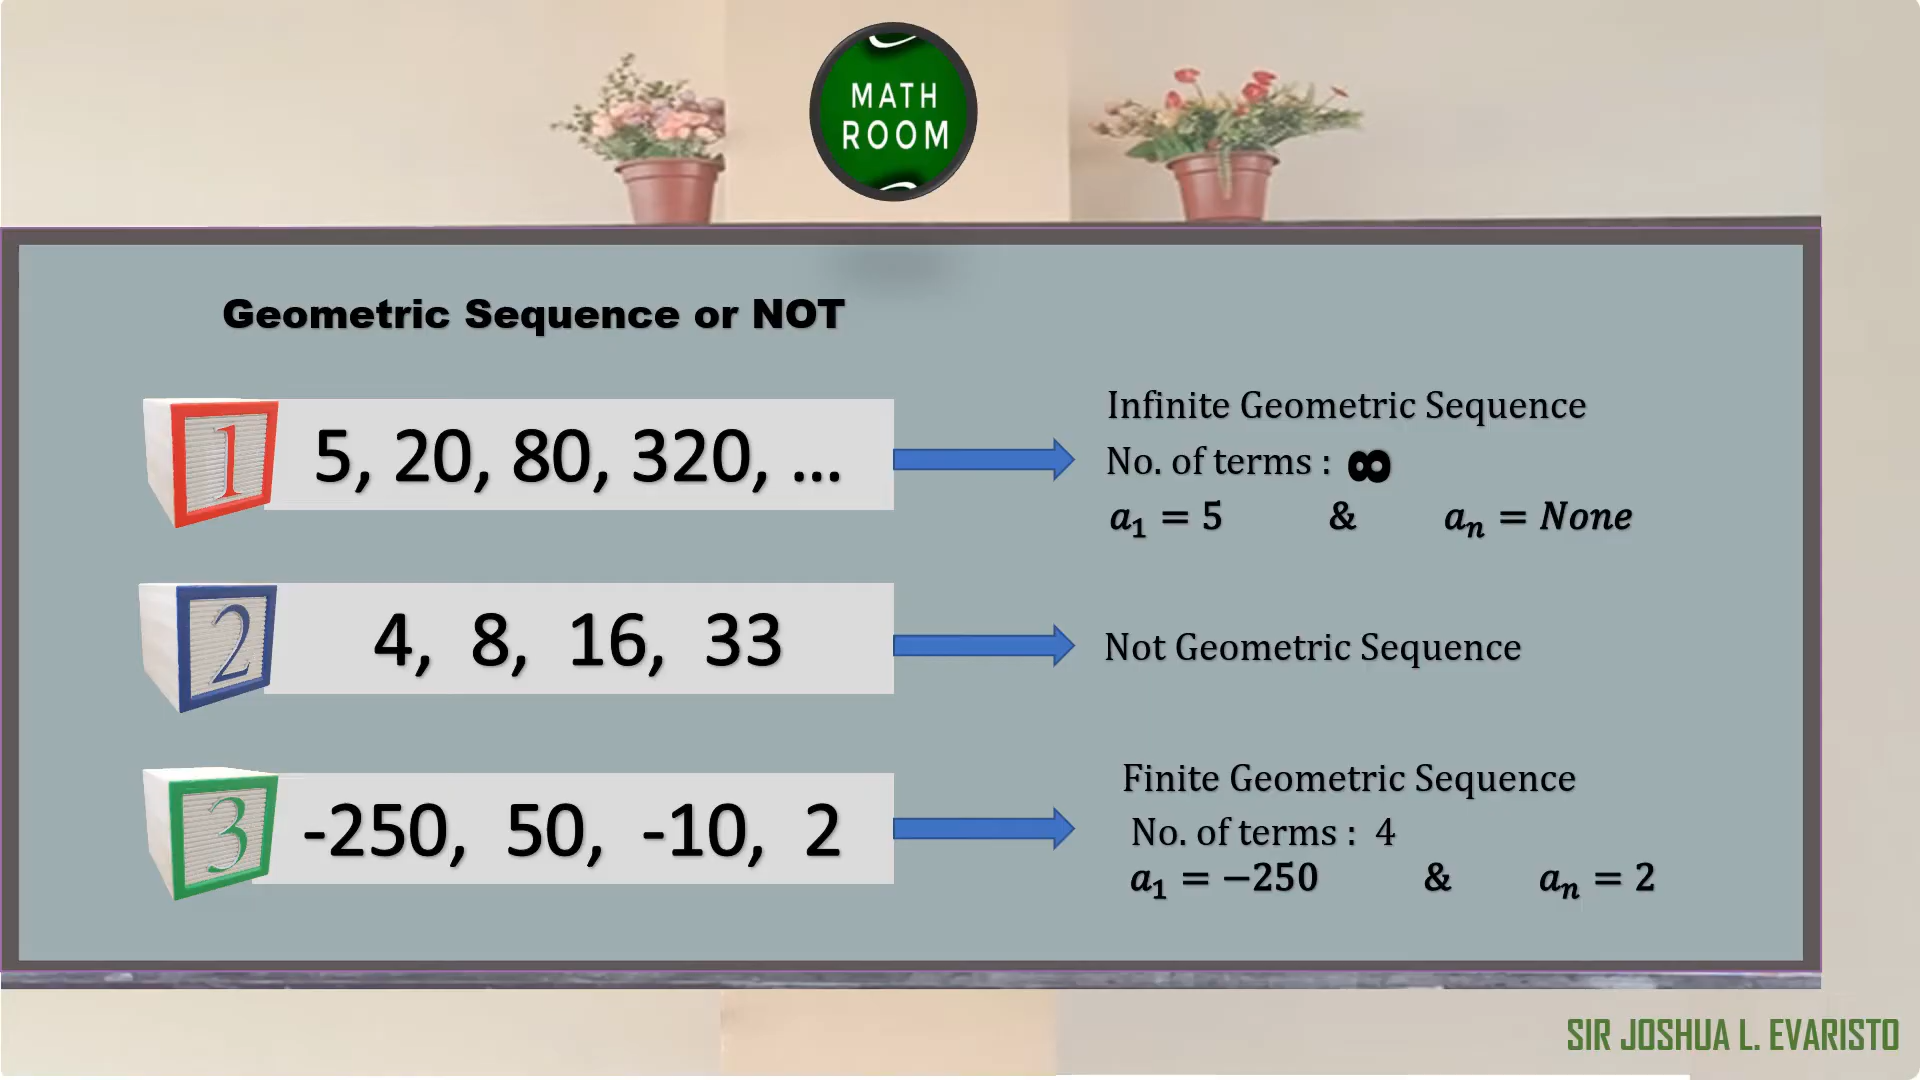 MATH
ROOM
Geometric Sequence or NOT
1 5, 20, 80, 320, ...
Infinite Geometric Sequence
No. of terms : ∞
a₁ = 5 & aₙ = None
2 4, 8, 16, 33
Not Geometric Sequence
3 -250, 50, -10, 2
Finite Geometric Sequence
No. of terms : 4
a₁ = −250 & aₙ = 2
SIR JOSHUA L. EVARISTO